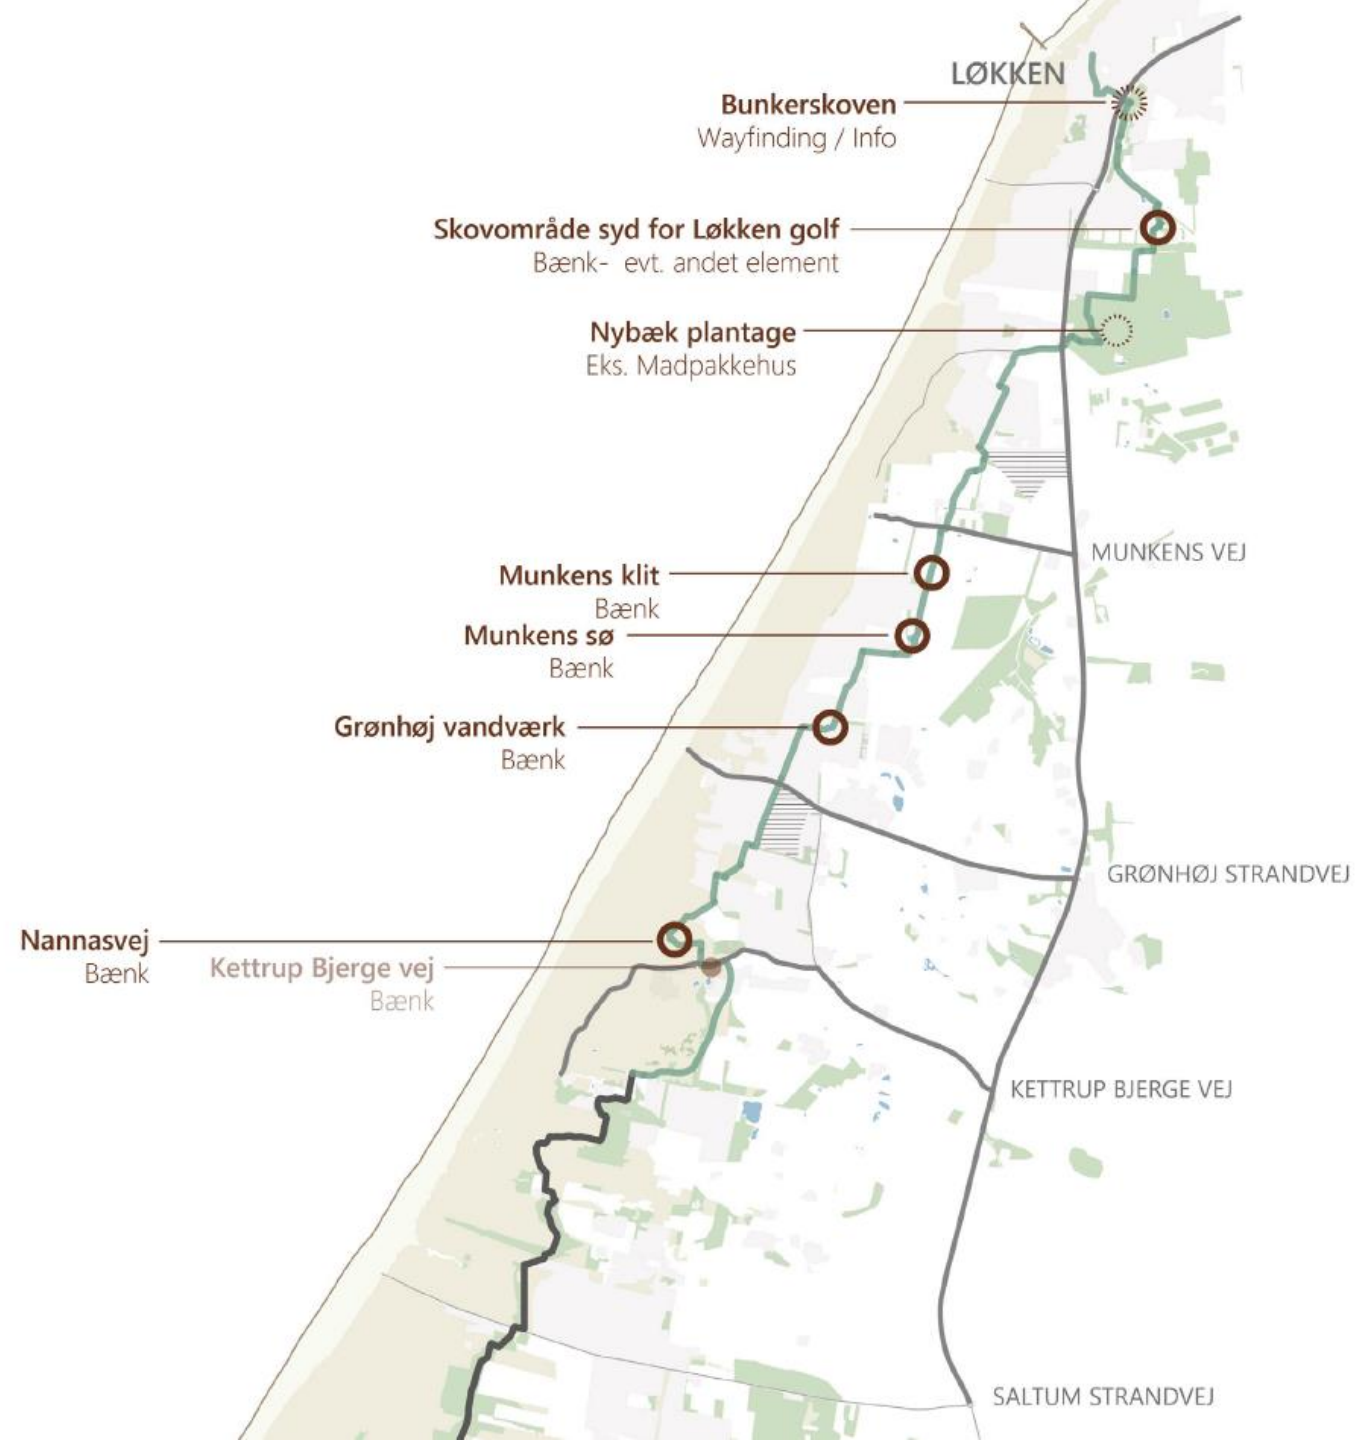 LØKKEN
Bunkerskoven
Wayfinding / Info
Skovområde syd for Løkken golf
Bænk- evt. andet element
Nybæk plantage
Eks. Madpakkehus
MUNKENS VEJ
Munkens klit
Bænk
Munkens sø
Bænk
Grønhøj vandværk
Bænk
GRØNHØJ STRANDVEJ
Nannasvej
Bænk
Kettrup Bjerge vej
Bænk
KETTRUP BJERGE VEJ
SALTUM STRANDVEJ